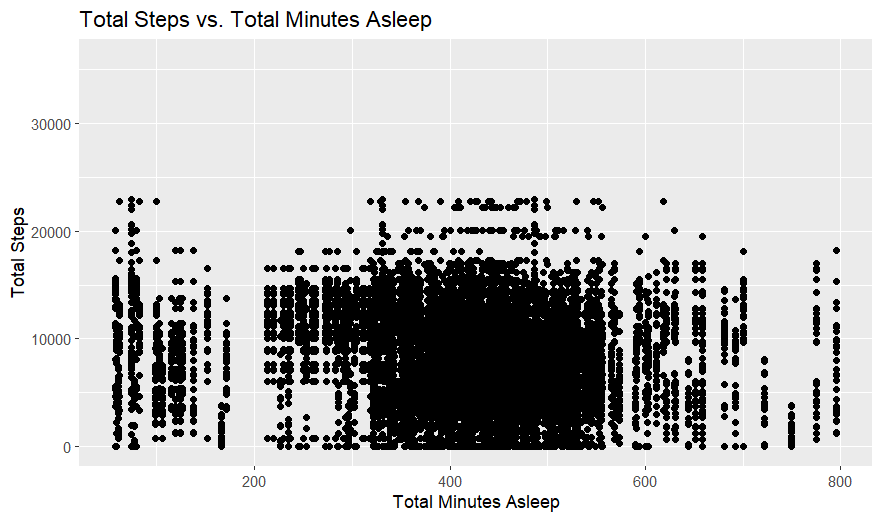 Total Steps vs. Total Minutes Asleep
30000
20000
10000
0
Total Steps
200 400 600 800
Total Minutes Asleep